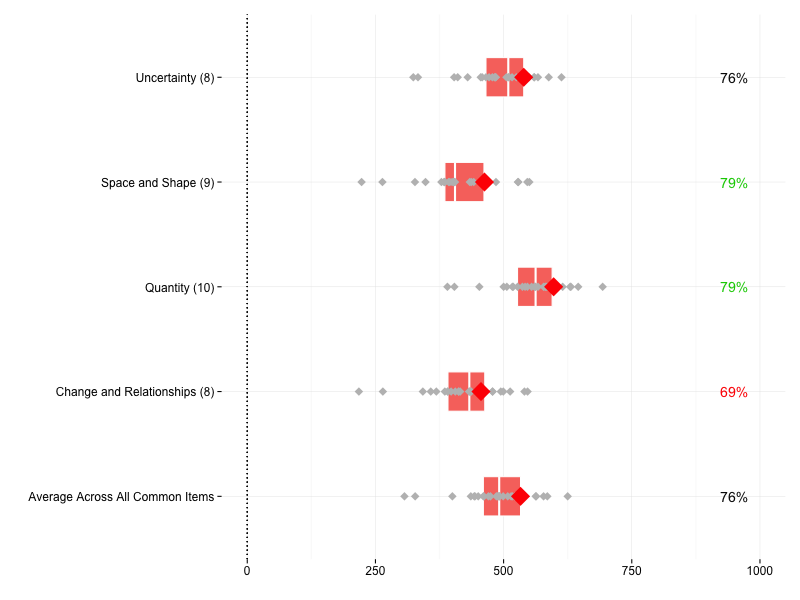 Uncertainty (8) 76%
Space and Shape (9) 79%
Quantity (10) 79%
Change and Relationships (8) 69%
Average Across All Common Items 76%
0 250 500 750 1000